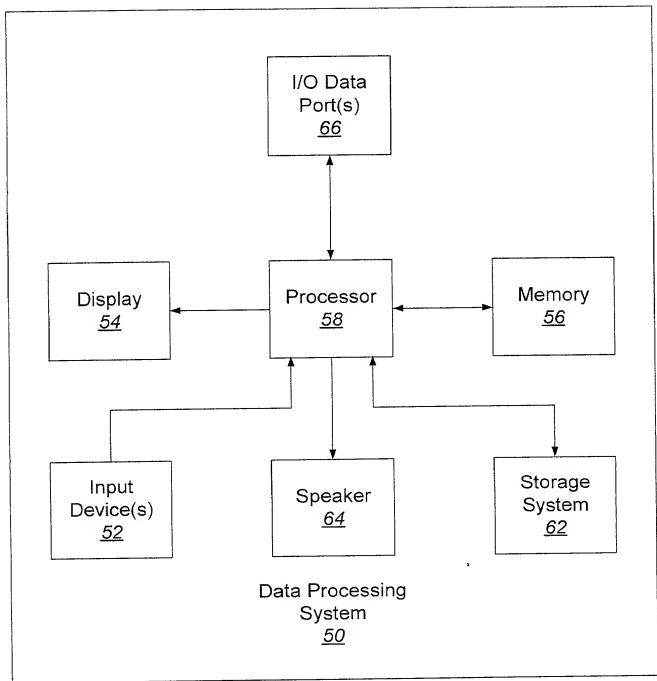 I/O Data
Port(s)
66
Display
54
Processor
58
Memory
56
Input
Device(s)
52
Speaker
64
Storage
System
62
Data Processing
System
50